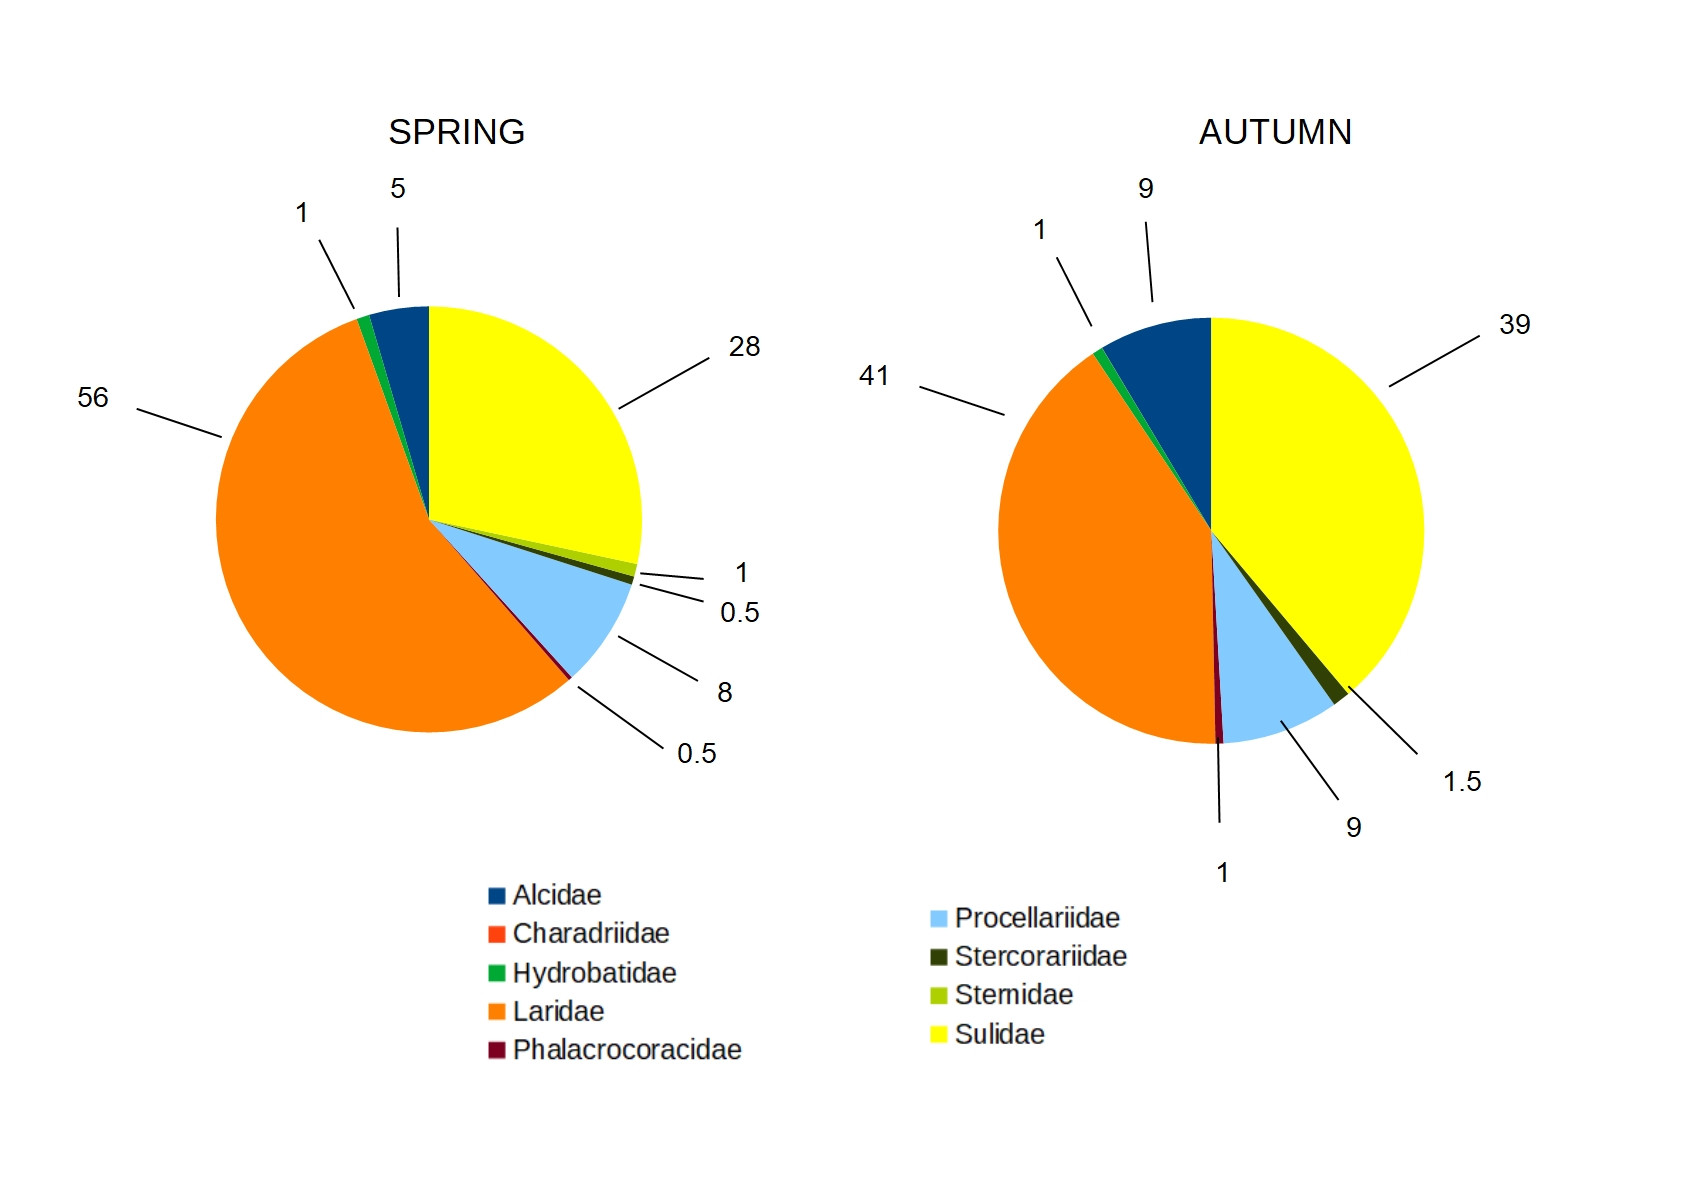 SPRING
AUTUMN
5
1
28
56
1
0.5
8
0.5
9
1
39
41
1.5
9
1
Alcidae
Charadriidae
Hydrobatidae
Laridae
Phalacrocoracidae
Procellariidae
Stercorariidae
Sternidae
Sulidae